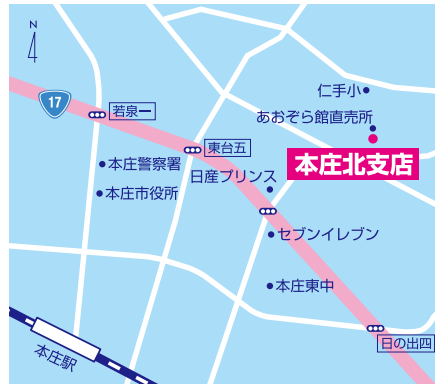 N
17
若泉一
仁手小
あおぞら館直売所
東台五
本庄北支店
本庄警察署
日産プリンス
本庄市役所
セブンイレブン
本庄東中
日の出四
本庄駅